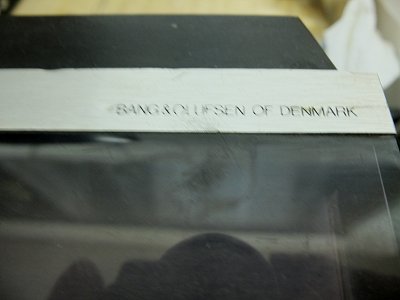 BANG & OLUFSEN OF DENMARK